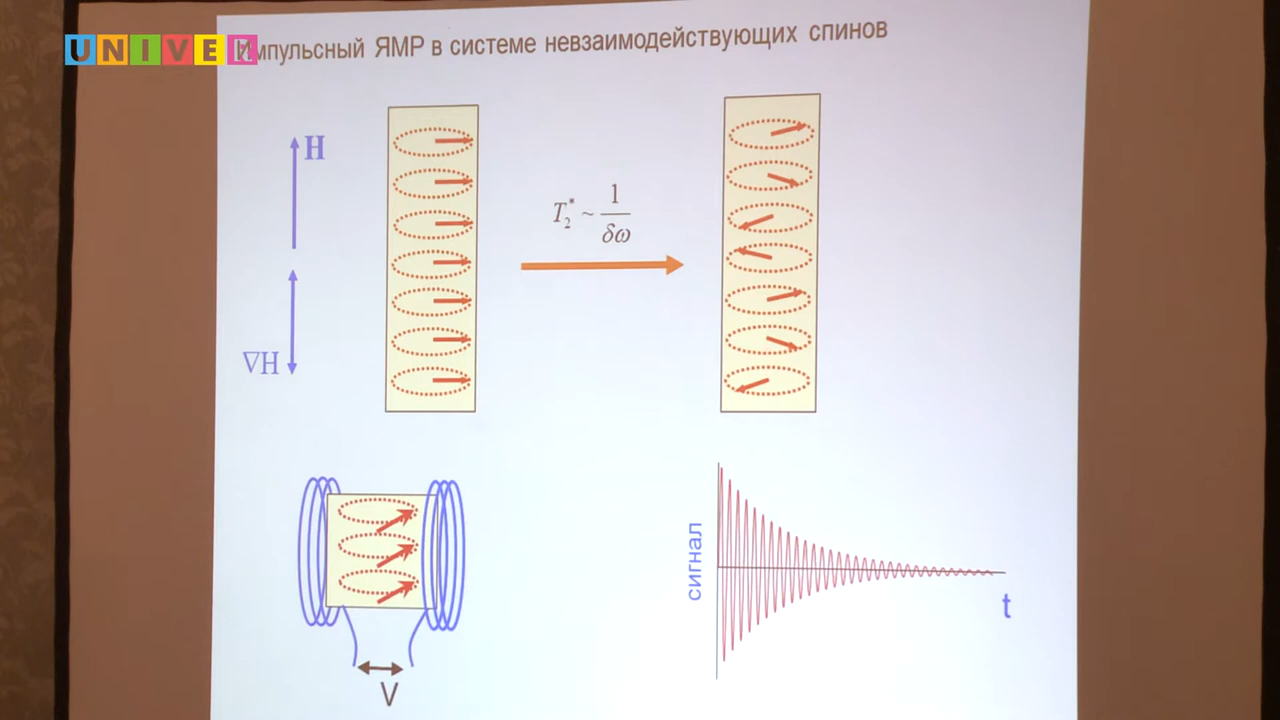 UNIVER
Импульсный ЯМР в системе невзаимодействующих спинов
H
T₂* ~ 1/δω
∇H
сигнал
t
V